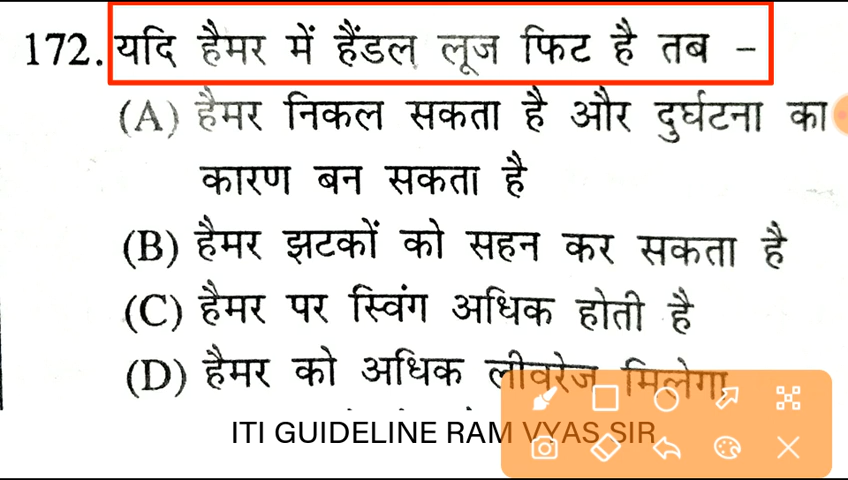 172. यदि हैमर में हैंडल लूज फिट है तब –
(A) हैमर निकल सकता है और दुर्घटना का
कारण बन सकता है
(B) हैमर झटकों को सहन कर सकता है
(C) हैमर पर स्विंग अधिक होती है
(D) हैमर को अधिक लीवरेज मिलेगा
ITI GUIDELINE RAM VYAS SIR